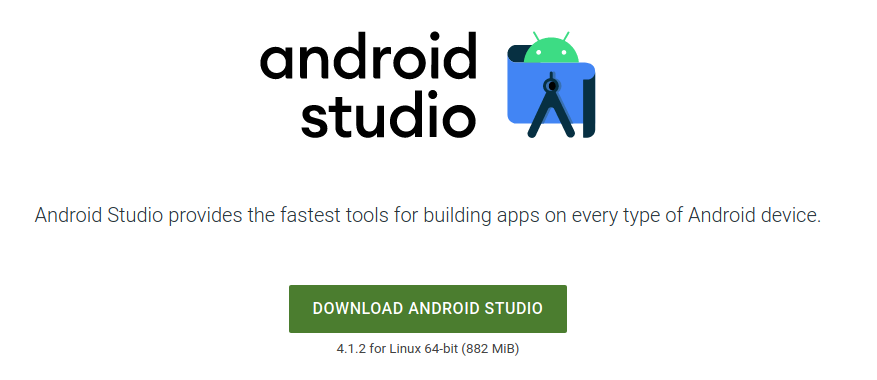 android
studio
Android Studio provides the fastest tools for building apps on every type of Android device.
DOWNLOAD ANDROID STUDIO
4.1.2 for Linux 64-bit (882 MiB)